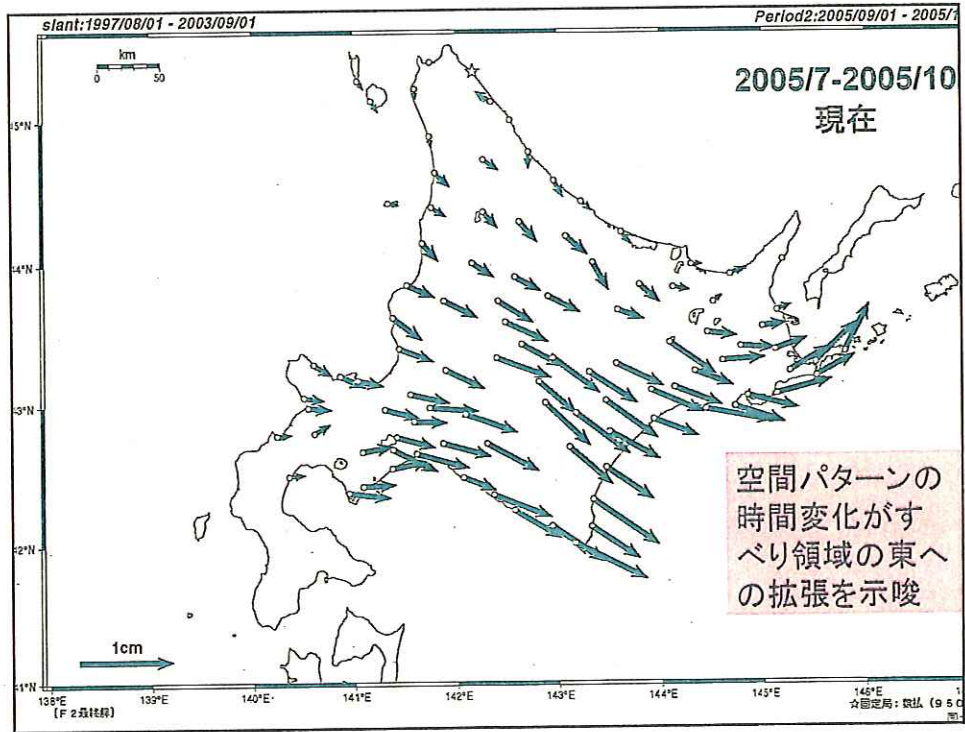 slant:1997/08/01 - 2003/09/01
Period2:2005/09/01 - 2005/1
km
0 50
2005/7-2005/10
現在
45°N
44°N
43°N
42°N
41°N
空間パターンの
時間変化がす
べり領域の東へ
の拡張を示唆
1cm
138°E 139°E 140°E 141°E 142°E 143°E 144°E 145°E 146°E
[F2最終解]
☆固定局:数払 (950